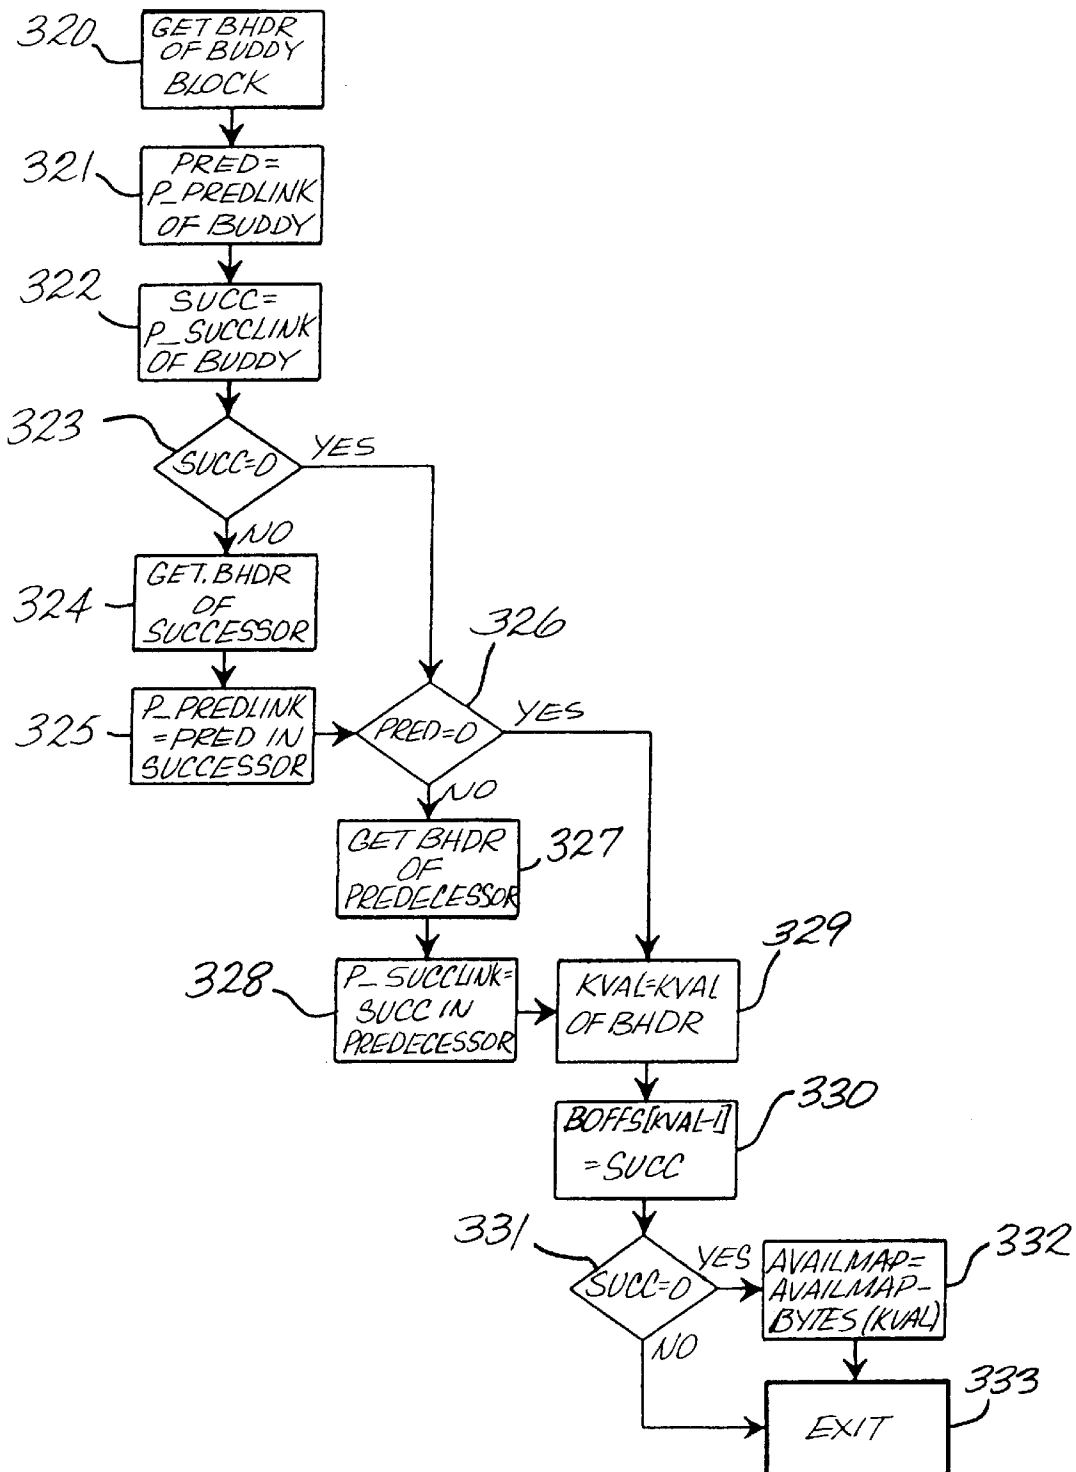 320
GET BHDR
OF BUDDY
BLOCK
321
PRED=
P_PREDLINK
OF BUDDY
322
SUCC=
P_SUCCLINK
OF BUDDY
323
SUCC=0
YES
NO
324
GET.BHDR
OF
SUCCESSOR
325
P_PREDLINK
=PRED IN
SUCCESSOR
326
PRED=0
YES
NO
327
GET BHDR
OF
PREDECESSOR
328
P_SUCCLINK=
SUCC IN
PREDECESSOR
329
KVAL=KVAL
OF BHDR
330
BOFFS[KVAL-1]
=SUCC
331
SUCC=0
YES
NO
332
AVAILMAP=
AVAILMAP-
BYTES(KVAL)
333
EXIT